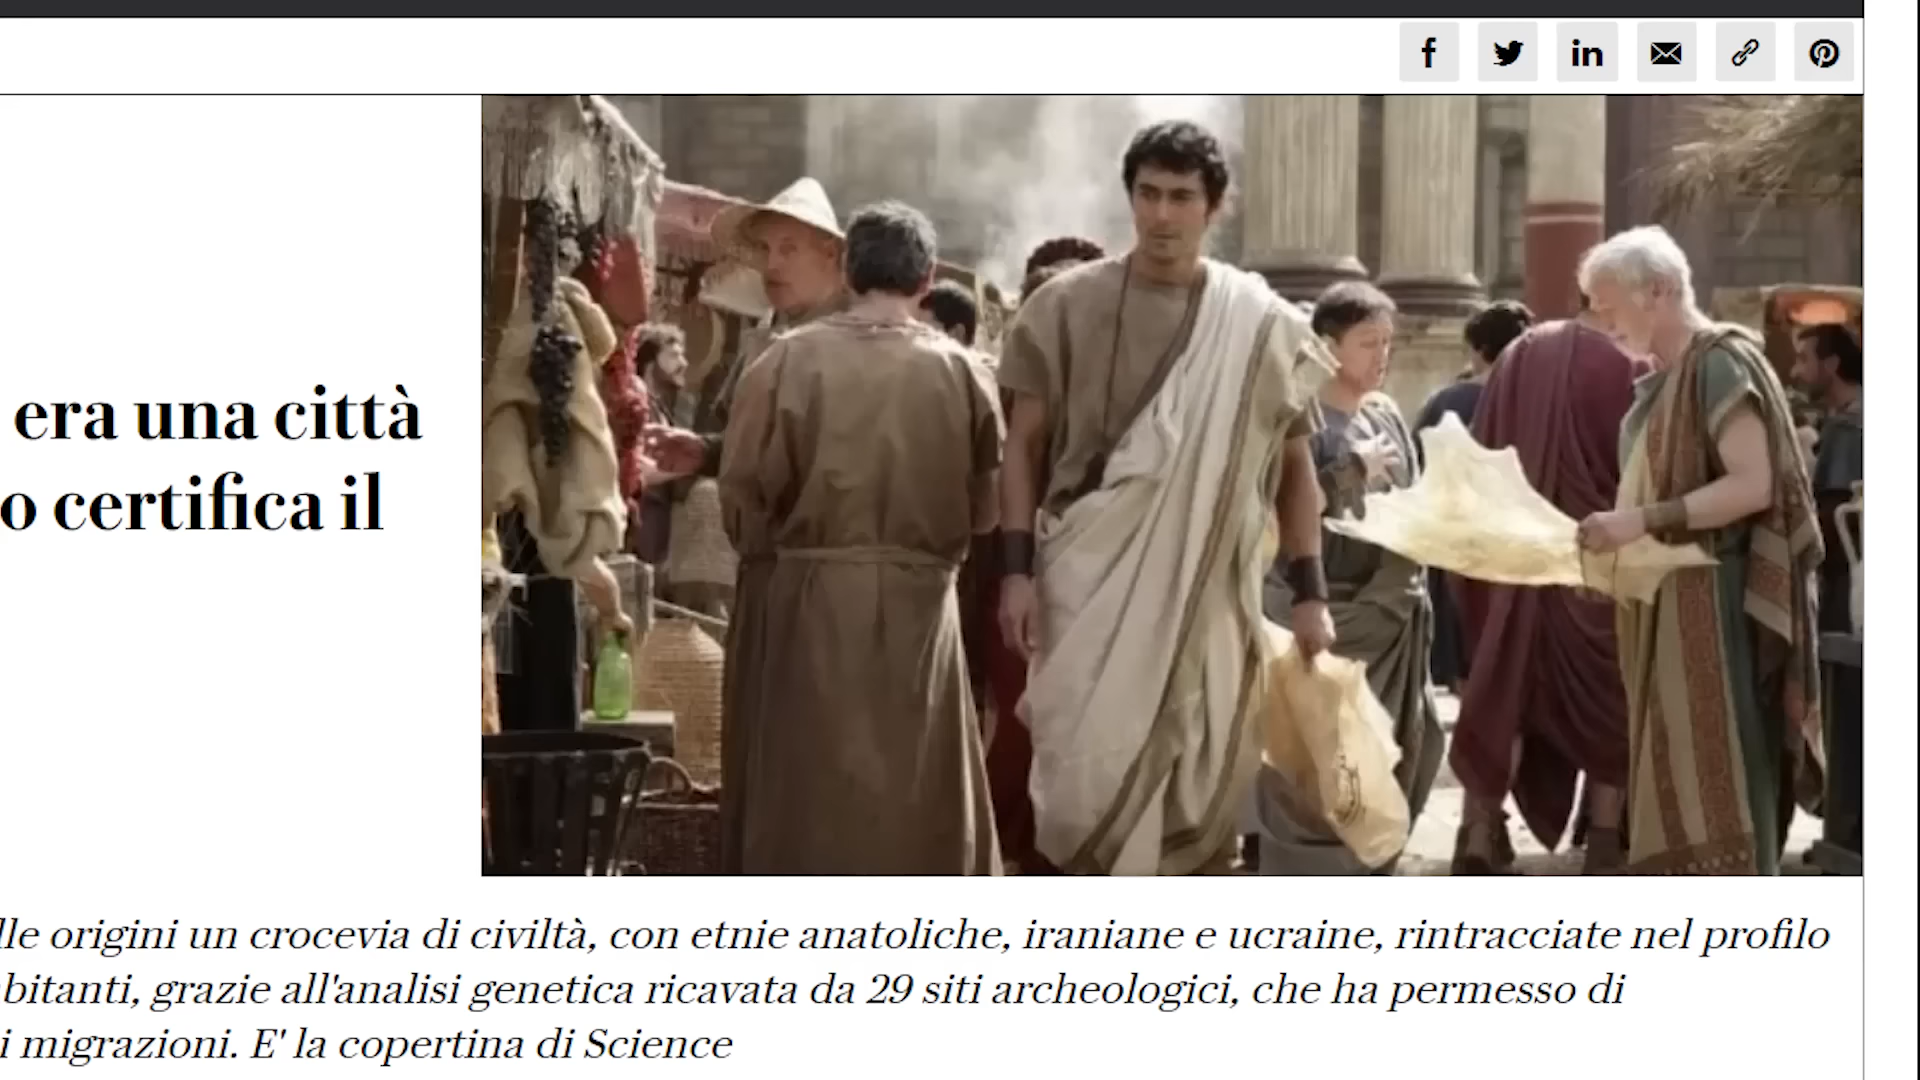 era una città
o certifica il
lle origini un crocevia di civiltà, con etnie anatoliche, iraniane e ucraine, rintracciate nel profilo
bitanti, grazie all'analisi genetica ricavata da 29 siti archeologici, che ha permesso di
i migrazioni. E' la copertina di Science